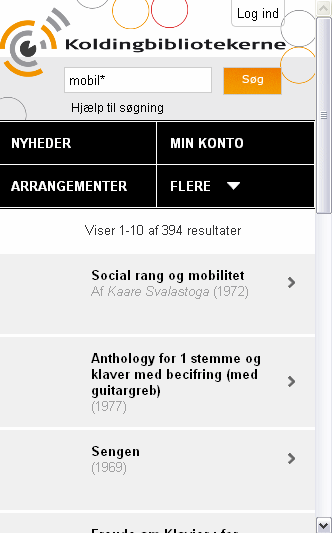 Log ind
Koldingbibliotekerne
mobil*
Søg
Hjælp til søgning
NYHEDER
MIN KONTO
ARRANGEMENTER
FLERE
Viser 1-10 af 394 resultater
Social rang og mobilitet
Af Kaare Svalastoga (1972)
Anthology for 1 stemme og
klaver med becifring (med
guitargreb)
(1977)
Sengen
(1969)